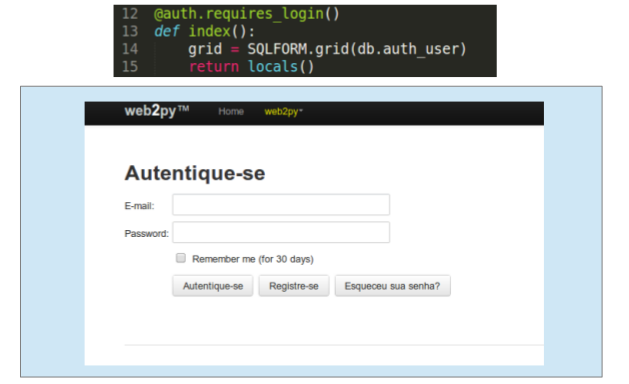 12 @auth.requires_login()
13 def index():
14     grid = SQLFORM.grid(db.auth_user)
15     return locals()
web2py™ Home web2py™
Autentique-se
E-mail:
Password:
Remember me (for 30 days)
Autentique-se Registre-se Esqueceu sua senha?